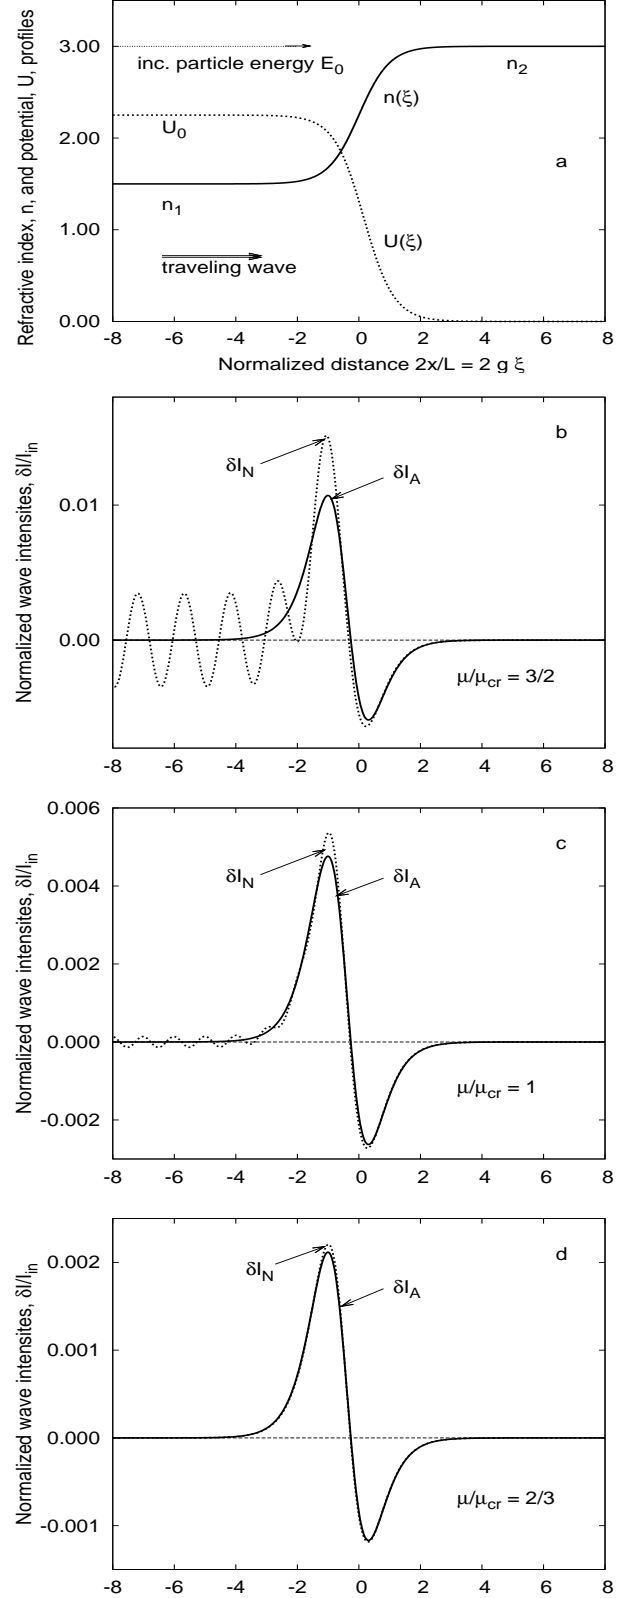 Refractive index, n, and potential, U, profiles
3.00
2.00
1.00
0.00
inc. particle energy E0
n2
n(ξ)
U0
a
n1
U(ξ)
traveling wave
-8 -6 -4 -2 0 2 4 6 8
Normalized distance 2x/L = 2 g ξ
Normalized wave intensites, δI/Iin
0.01
0.00
b
δIN
δIA
μ/μcr = 3/2
-8 -6 -4 -2 0 2 4 6 8
Normalized wave intensites, δI/Iin
0.006
0.004
0.002
0.000
-0.002
c
δIN
δIA
μ/μcr = 1
-8 -6 -4 -2 0 2 4 6 8
Normalized wave intensites, δI/Iin
0.002
0.001
0.000
-0.001
d
δIN
δIA
μ/μcr = 2/3
-8 -6 -4 -2 0 2 4 6 8